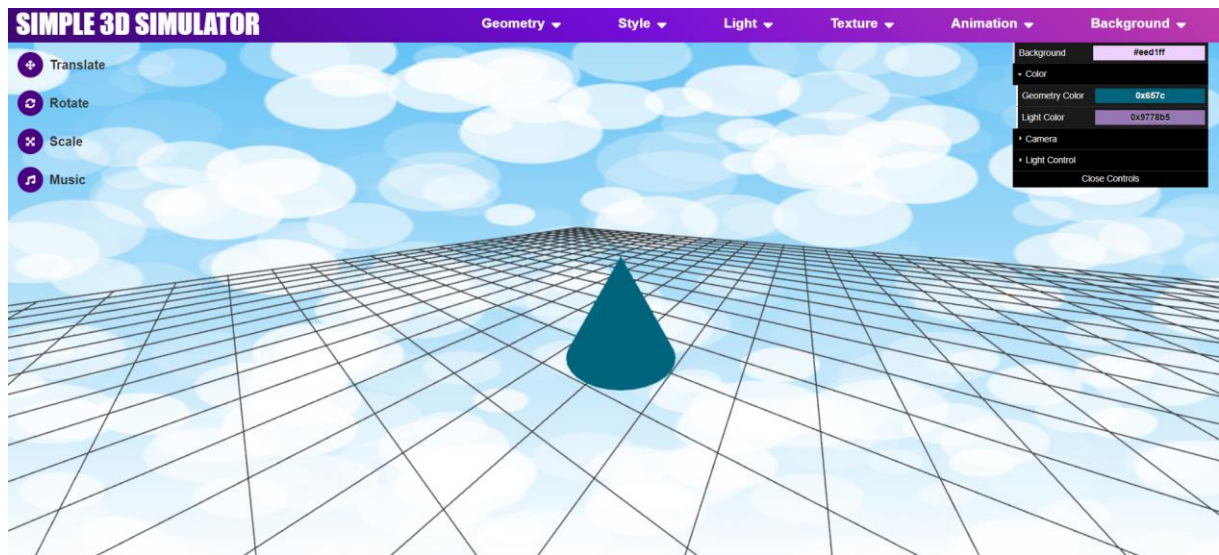 SIMPLE 3D SIMULATOR
Geometry
Style
Light
Texture
Animation
Background
Translate
Rotate
Scale
Music
Background #eed1ff
Color
Geometry Color 0x657c
Light Color 0x9778b5
Camera
Light Control
Close Controls